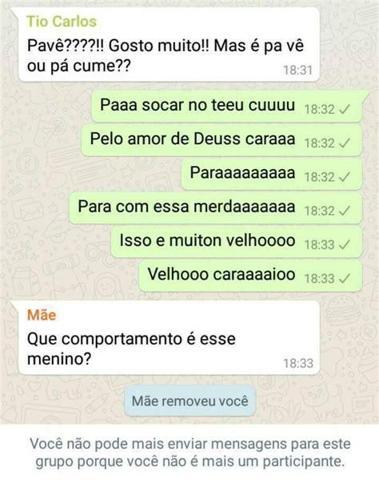 Tio Carlos
Pavê????!! Gosto muito!! Mas é pa vê
ou pá cume??
18:31
Paaa socar no teeu cuuuu 18:32
Pelo amor de Deuss caraaa 18:32
Paraaaaaaaaa 18:32
Para com essa merdaaaaaaa 18:32
Isso e muiton velhoooo 18:33
Velhooo caraaaaioo 18:33
Mãe
Que comportamento é esse
menino?
18:33
Mãe removeu você
Você não pode mais enviar mensagens para este
grupo porque você não é mais um participante.